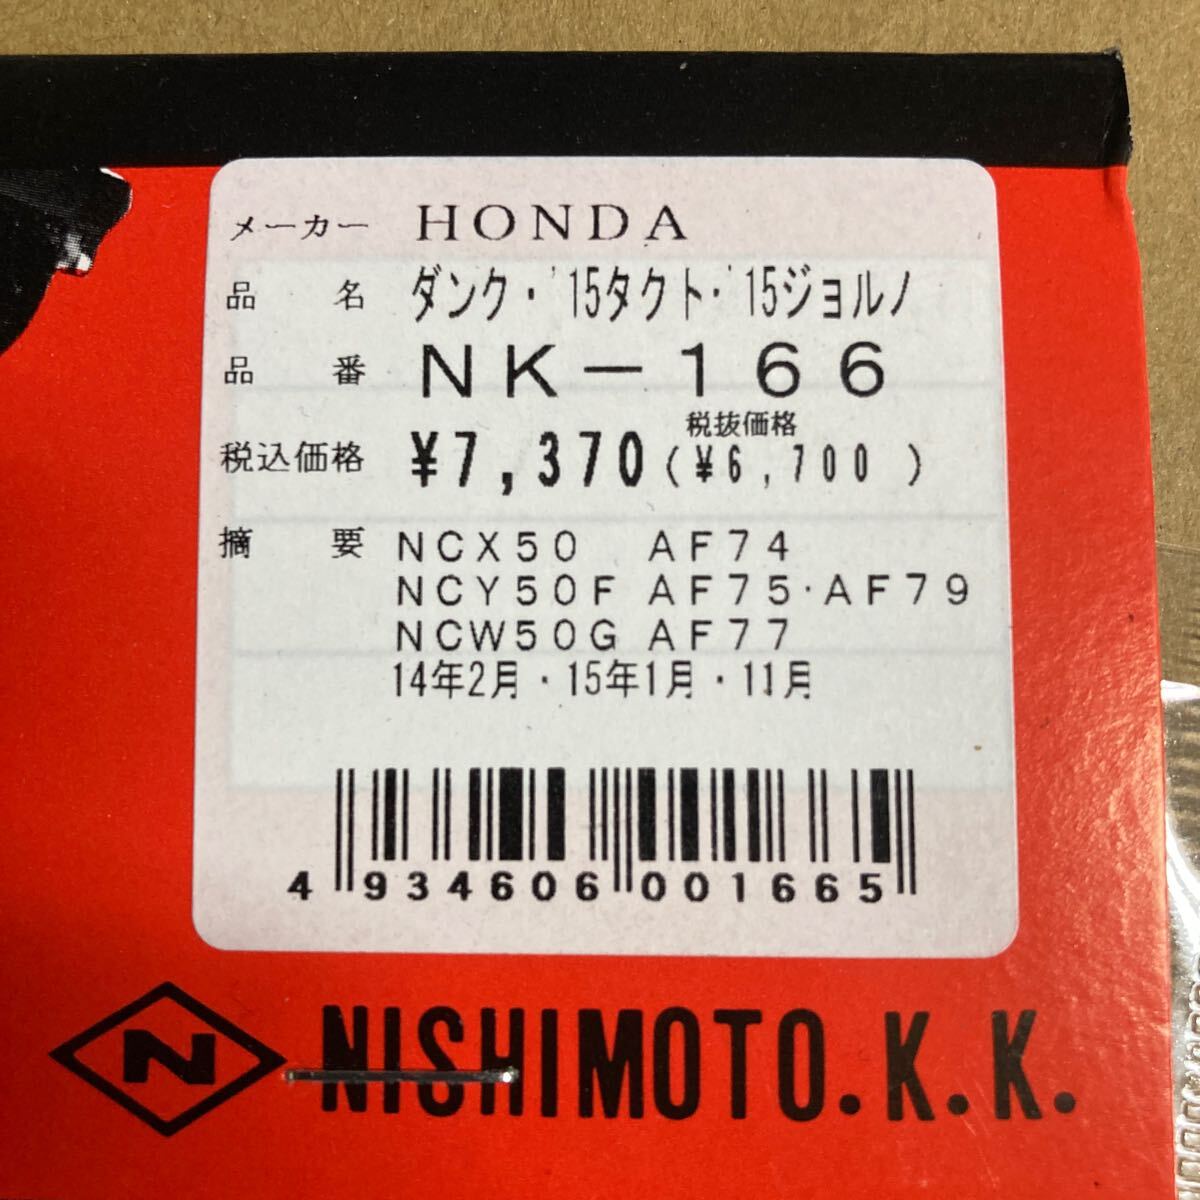 メーカー HONDA
品名 ダンク・'15タクト・'15ジョルノ
品番 NK-166
税抜価格
税込価格 ¥7,370(¥6,700)
摘要 NCX50 AF74
NCY50F AF75・AF79
NCW50G AF77
14年2月・15年1月・11月
4 934606 001665
N NISHIMOTO.K.K.